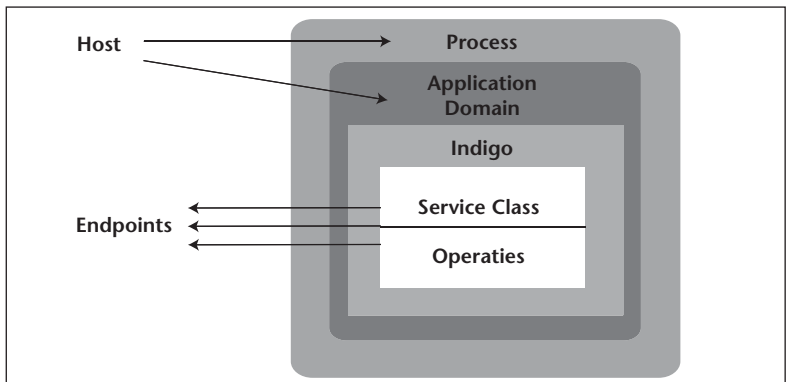 Host
Process
Application
Domain
Indigo
Endpoints
Service Class
Operaties